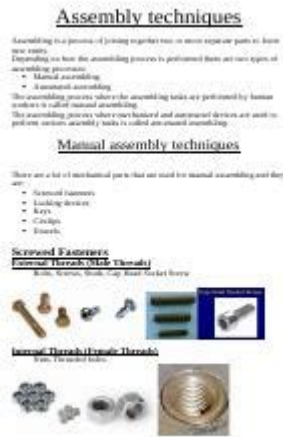 Assembly techniques
Assembling is a process of joining together two or more separate parts to form
new entity.
Depending on how the assembling process is performed there are two types of
assembling processes:
• Manual assembling
• Automated assembling
The assembling process where the assembling tasks are performed by human
workers is called manual assembling.
The assembling process where mechanized and automated devices are used to
perform various assembly tasks is called automated assembling.
Manual assembly techniques
There are a lot of mechanical parts that are used for manual assembling and they
are:
• Screwed fasteners
• Locking devices
• Keys
• Circlips
• Dowels
Screwed Fasteners
External Threads (Male Threads)
Bolts, Screws, Studs, Cap Head Socket Screw
Internal Threads (Female Threads)
Nuts, Threaded holes